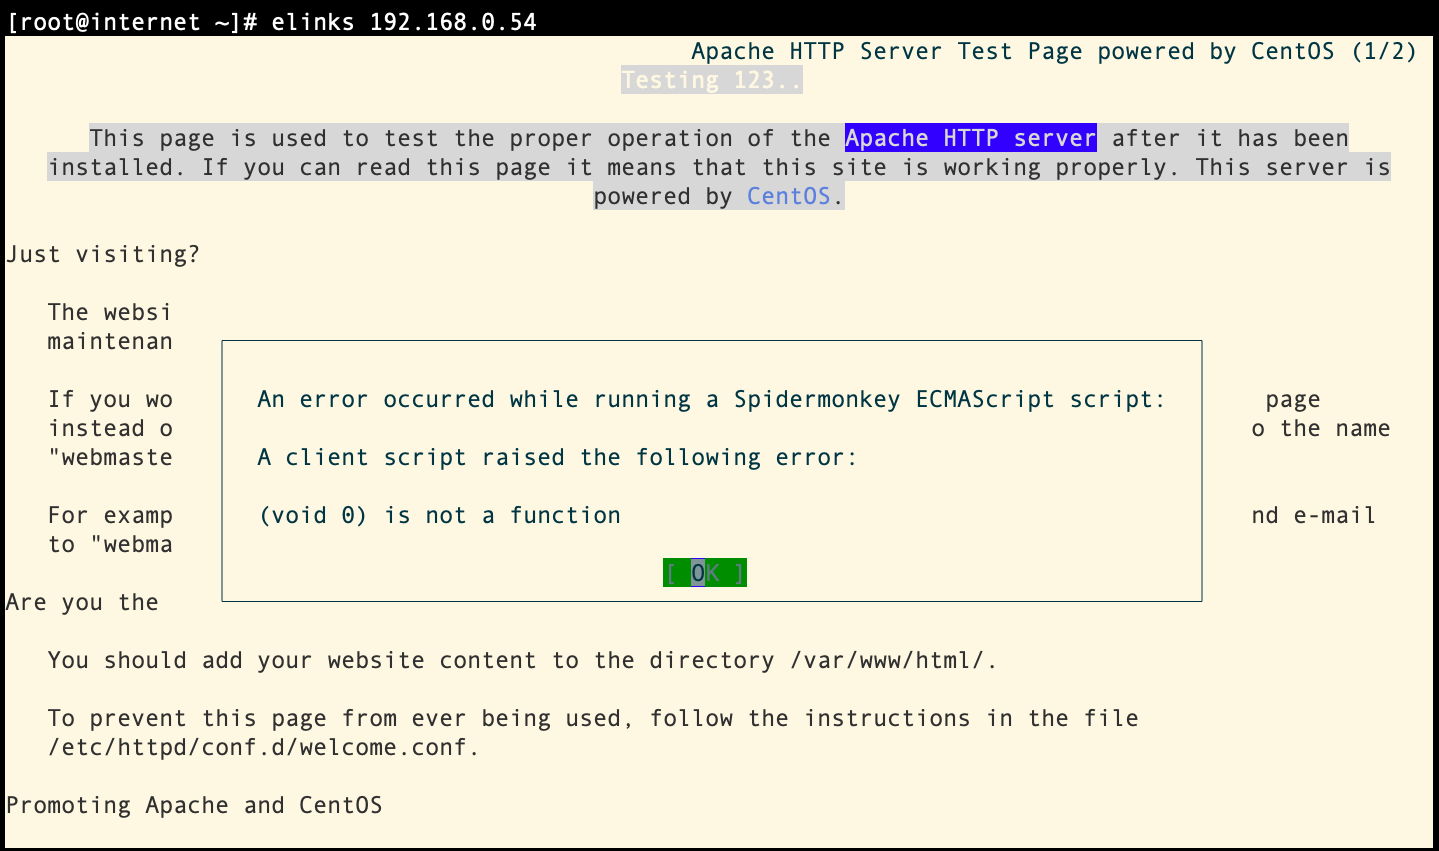 [root@internet ~]# elinks 192.168.0.54
Apache HTTP Server Test Page powered by CentOS (1/2)
Testing 123..
This page is used to test the proper operation of the Apache HTTP server after it has been
installed. If you can read this page it means that this site is working properly. This server is
powered by CentOS.
Just visiting?
The websi
maintenan
If you wo page
instead o o the name
"webmaste
For examp nd e-mail
to "webma
Are you the
An error occurred while running a Spidermonkey ECMAScript script:
A client script raised the following error:
(void 0) is not a function
[ OK ]
You should add your website content to the directory /var/www/html/.
To prevent this page from ever being used, follow the instructions in the file
/etc/httpd/conf.d/welcome.conf.
Promoting Apache and CentOS